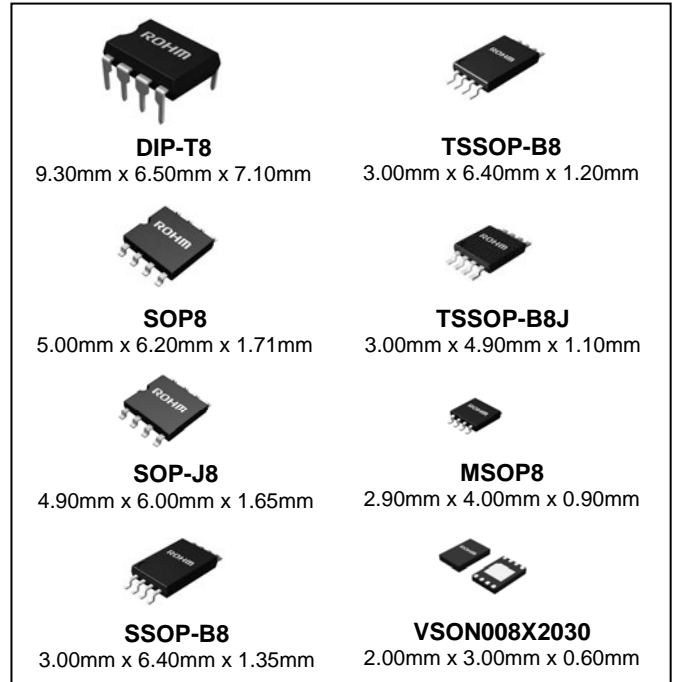 ROHM
DIP-T8
9.30mm x 6.50mm x 7.10mm
ROHM
TSSOP-B8
3.00mm x 6.40mm x 1.20mm
ROHM
SOP8
5.00mm x 6.20mm x 1.71mm
ROHM
TSSOP-B8J
3.00mm x 4.90mm x 1.10mm
ROHM
SOP-J8
4.90mm x 6.00mm x 1.65mm
ROHM
MSOP8
2.90mm x 4.00mm x 0.90mm
ROHM
SSOP-B8
3.00mm x 6.40mm x 1.35mm
ROHM
VSON008X2030
2.00mm x 3.00mm x 0.60mm